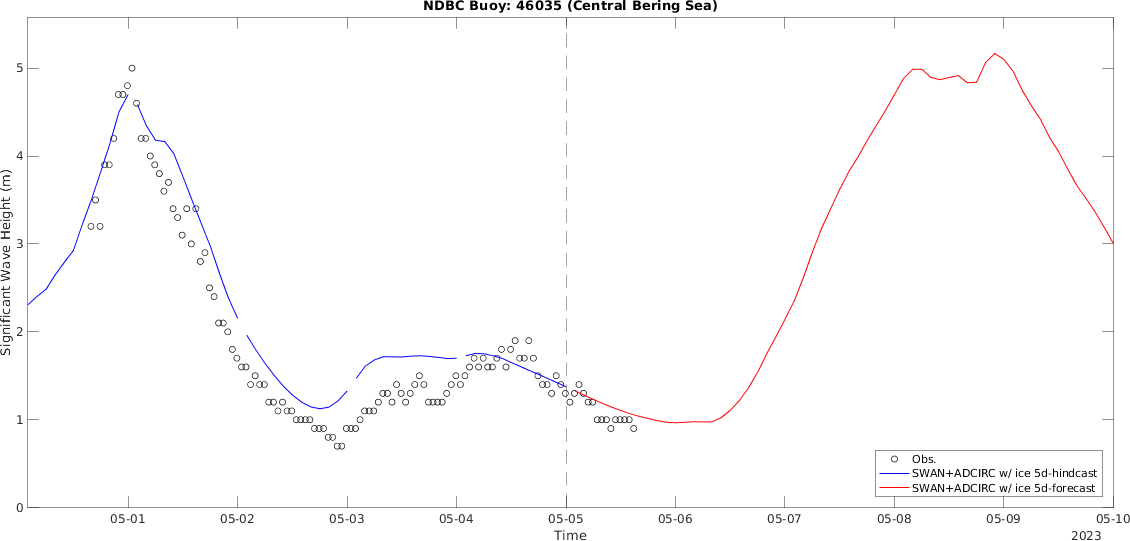 NDBC Buoy: 46035 (Central Bering Sea)
Significant Wave Height (m)
5
4
3
2
1
0
Obs.
SWAN+ADCIRC w/ ice 5d-hindcast
SWAN+ADCIRC w/ ice 5d-forecast
05-01 05-02 05-03 05-04 05-05 05-06 05-07 05-08 05-09 05-10
Time
2023